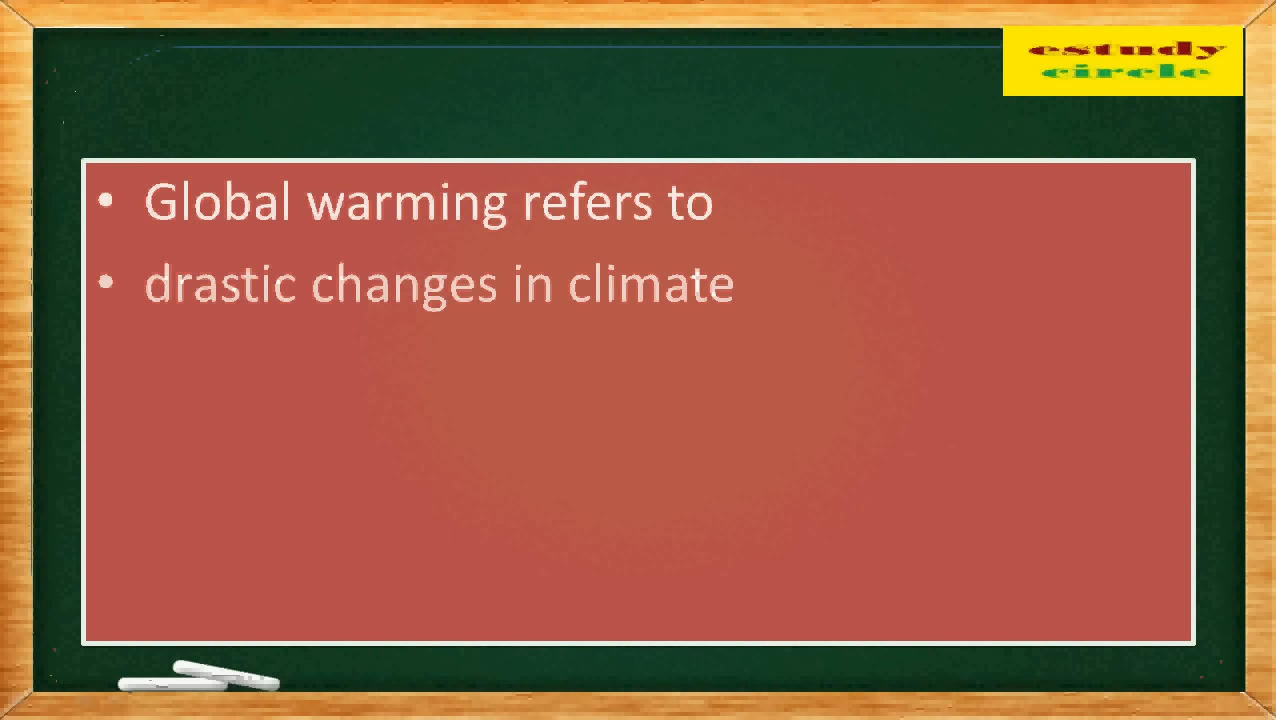 estudy
circle
• Global warming refers to
• drastic changes in climate